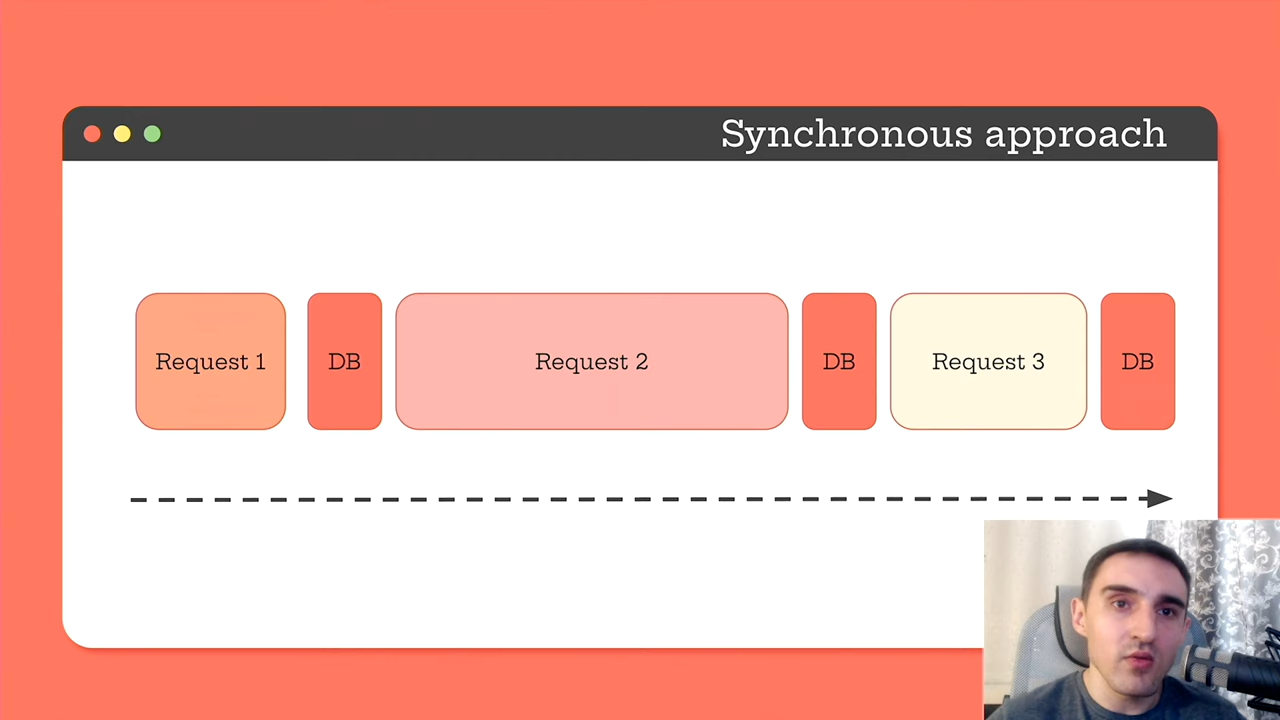 Synchronous approach
Request 1
DB
Request 2
DB
Request 3
DB